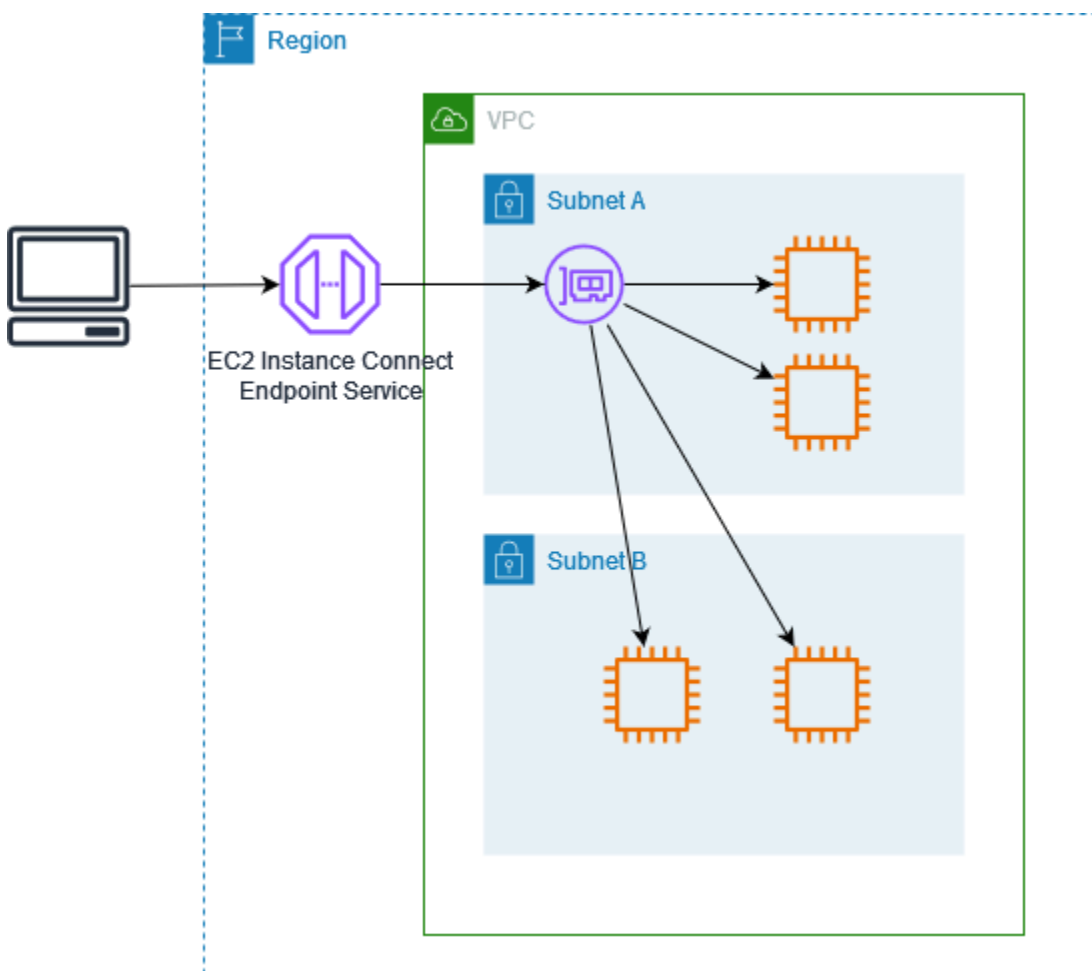 Region
VPC
Subnet A
EC2 Instance Connect
Endpoint Service
Subnet B